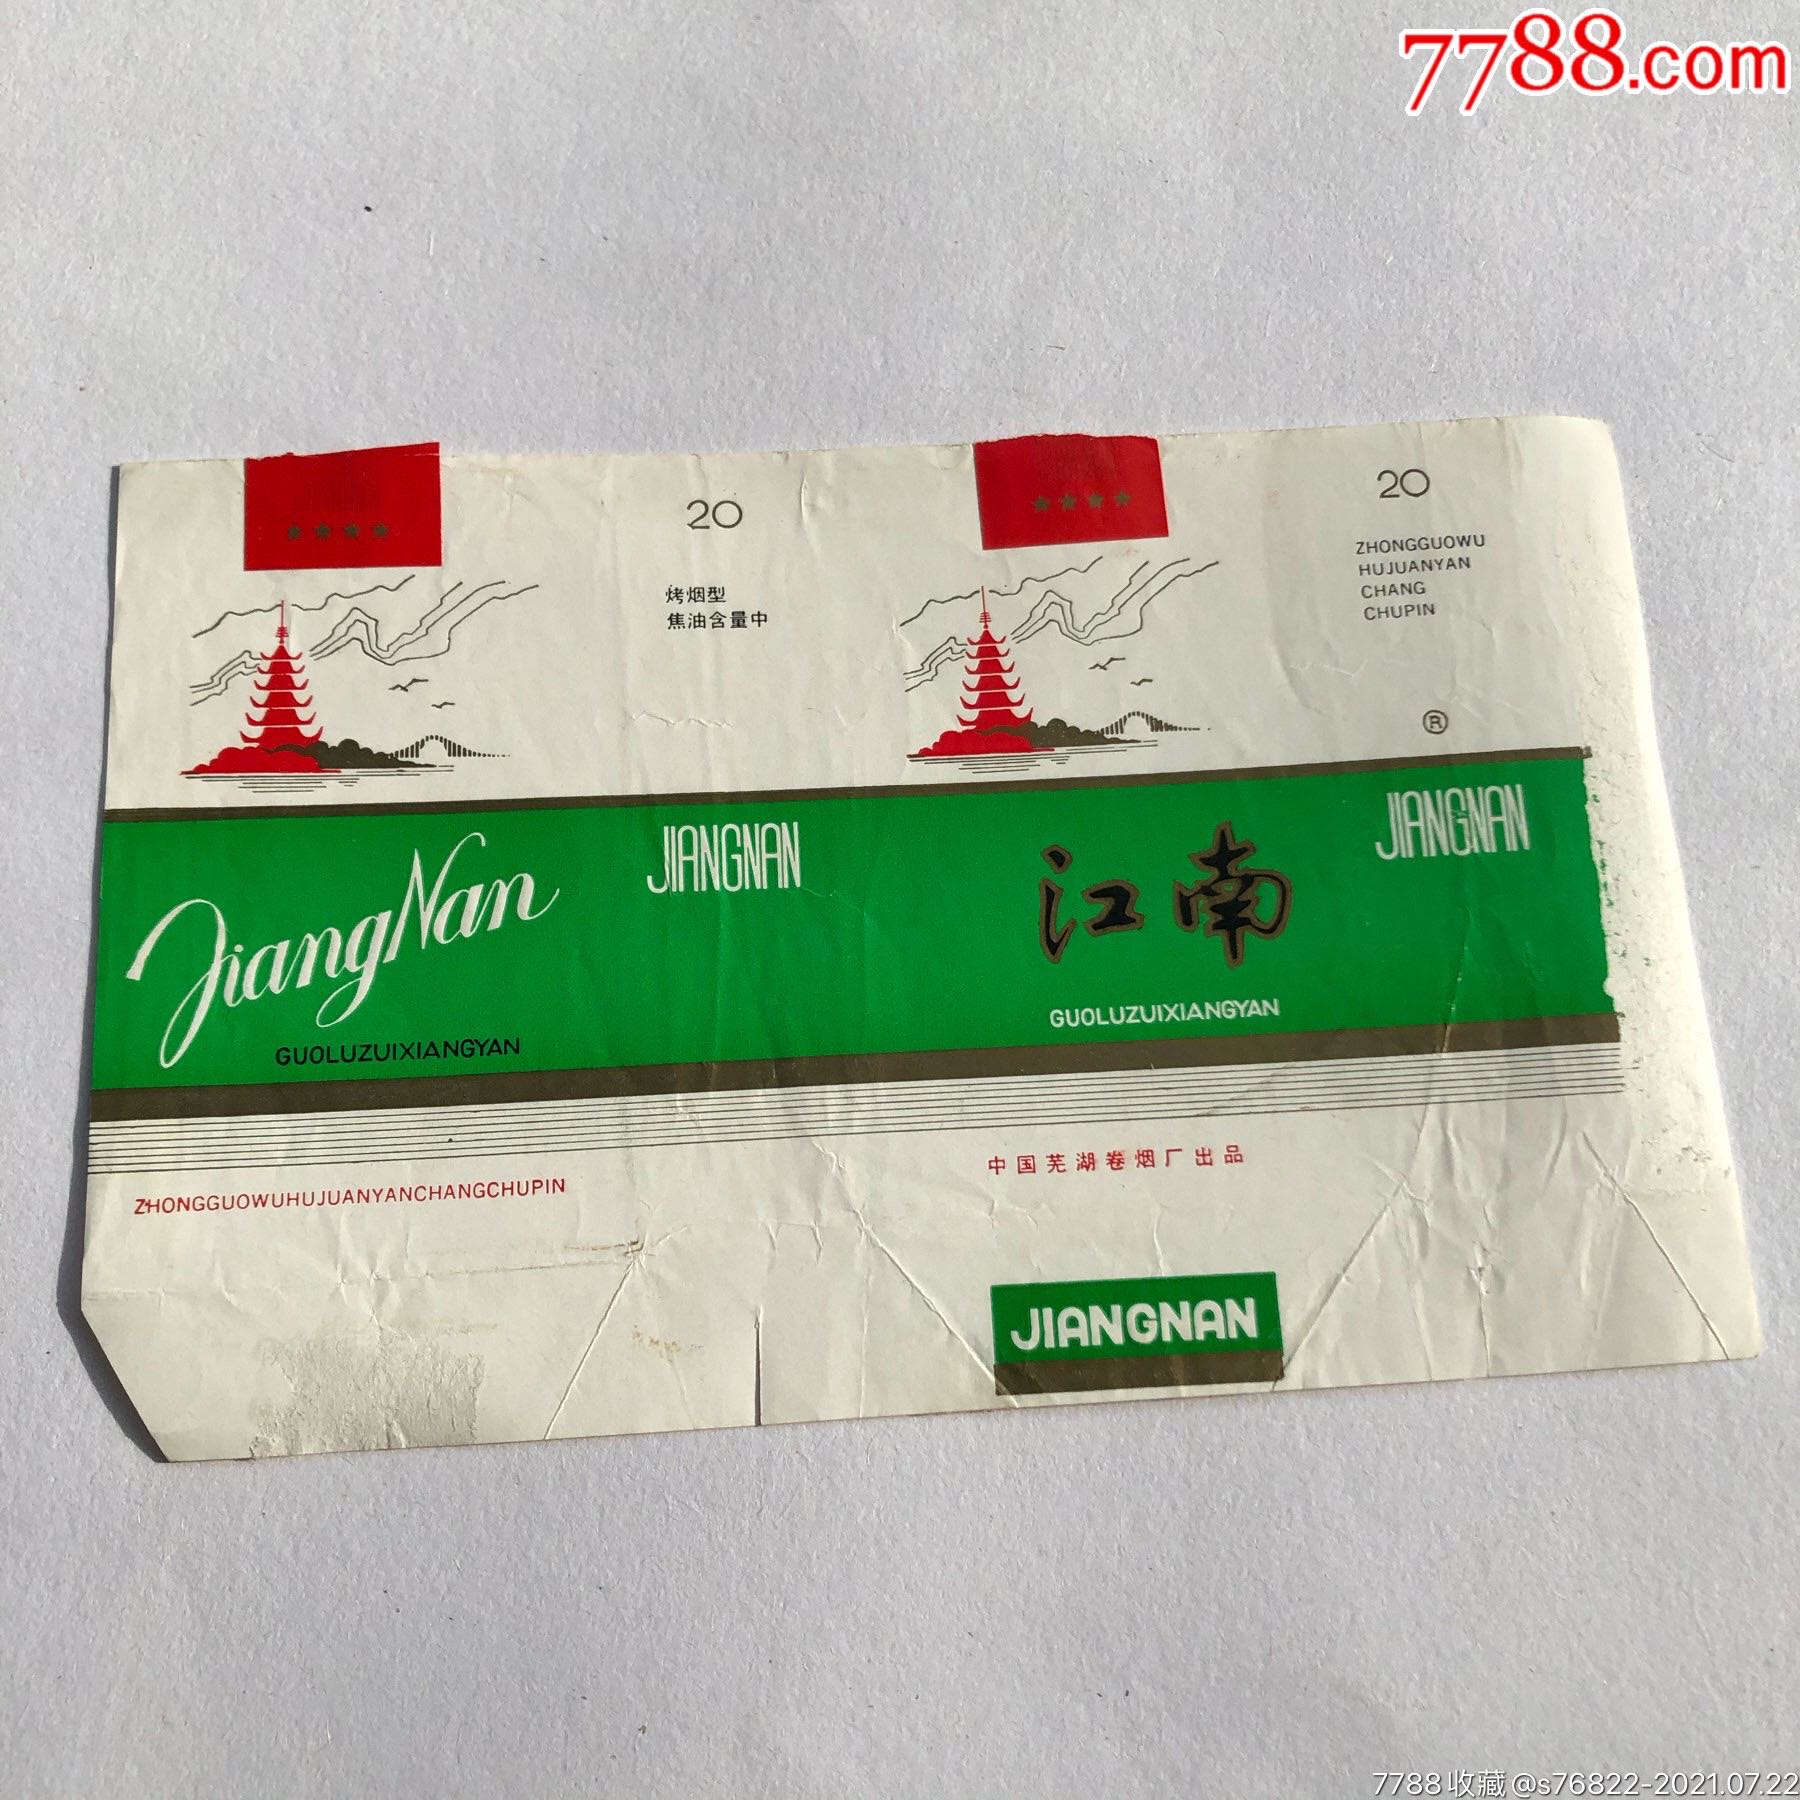 7788.com
20
烤烟型
焦油含量中
20
ZHONGGUOWU
HUJUANYAN
CHANG
CHUPIN
®
JiangNan
GUOLUZUIXIANGYAN
JIANGNAN
江南
GUOLUZUIXIANGYAN
JIANGNAN
ZHONGGUOWUHUJUANYANCHANGCHUPIN
中国芜湖卷烟厂出品
JIANGNAN
7788收藏@s76822-2021.07.22